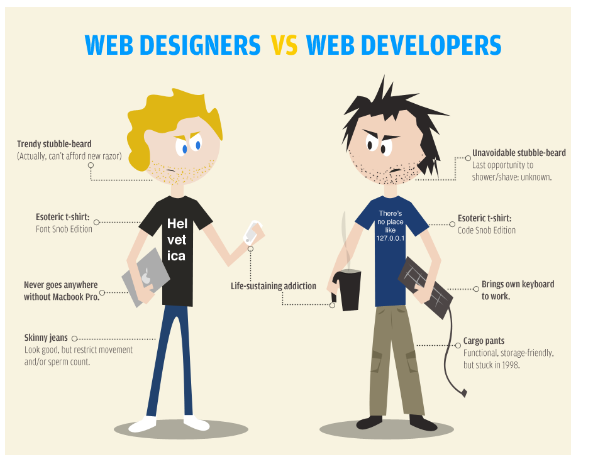 WEB DESIGNERS VS WEB DEVELOPERS
Trendy stubble-beard
(Actually, can't afford new razor)
Unavoidable stubble-beard
Last opportunity to
shower/shave: unknown.
Esoteric t-shirt:
Font Snob Edition
Hel
vet
ica
There's
no place
like
127.0.0.1
Esoteric t-shirt:
Code Snob Edition
Never goes anywhere
without Macbook Pro.
Life-sustaining addiction
Brings own keyboard
to work.
Skinny jeans
Look good, but restrict movement
and/or sperm count.
Cargo pants
Functional, storage-friendly,
but stuck in 1998.